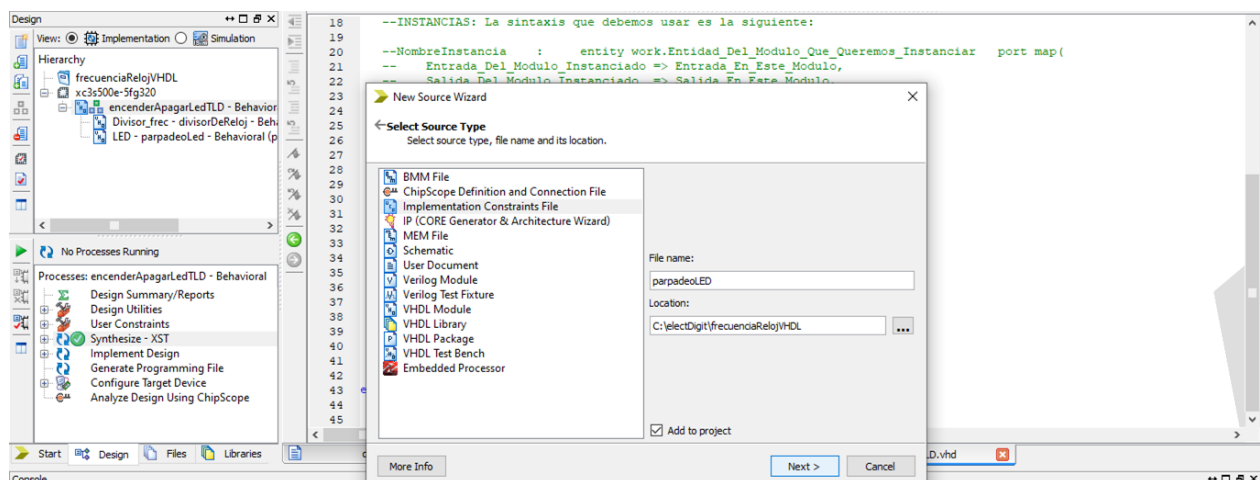 Design
View: Implementation Simulation
Hierarchy
frecuenciaRelojVHDL
xc3s500e-5fg320
encenderApagarLedTLD - Behavior
Divisor_frec - divisorDeReloj - Beh
LED - parpadeoLed - Behavioral (p
No Processes Running
Processes: encenderApagarLedTLD - Behavioral
Design Summary/Reports
Design Utilities
User Constraints
Synthesize - XST
Implement Design
Generate Programming File
Configure Target Device
Analyze Design Using ChipScope
Start Design Files Libraries
Console
18 --INSTANCIAS: La sintaxis que debemos usar es la siguiente:
19
20 --NombreInstancia : entity work.Entidad_Del_Modulo_Que_Queremos_Instanciar port map(
21 -- Entrada_Del_Modulo_Instanciado => Entrada_En_Este_Modulo,
22 -- Salida_Del_Modulo_Instanciado => Salida_En_Este_Modulo,
23
24
25
26
27
28
29
30
31
32
33
34
35
36
37
38
39
40
41
42
43 e
44
45
New Source Wizard
Select Source Type
Select source type, file name and its location.
BMM File
ChipScope Definition and Connection File
Implementation Constraints File
IP (CORE Generator & Architecture Wizard)
MEM File
Schematic
User Document
Verilog Module
Verilog Test Fixture
VHDL Module
VHDL Library
VHDL Package
VHDL Test Bench
Embedded Processor
File name:
parpadeoLED
Location:
C:\electDigit\frecuenciaRelojVHDL
...
Add to project
More Info Next > Cancel
LD.vhd